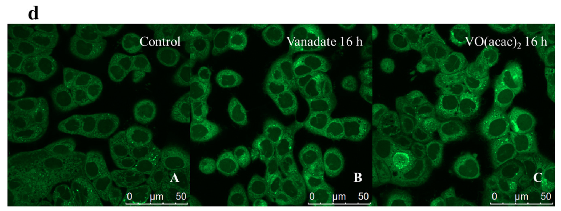 d
Control
Vanadate 16 h
VO(acac)2 16 h
A
B
C
0 µm 50
0 µm 50
0 µm 50